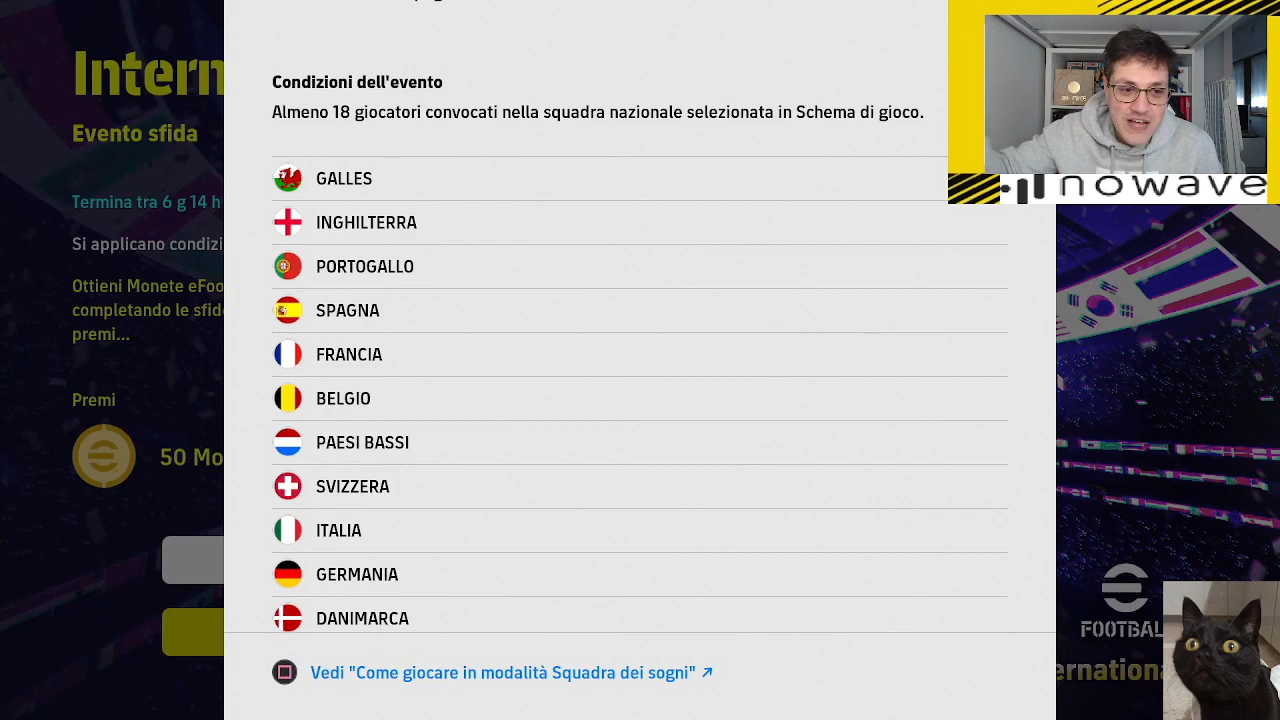 Intern
Evento sfida
Termina tra 6 g 14 h
Si applicano condizi
Ottieni Monete eFoo
completando le sfide
premi...
Premi
50 Mo
Condizioni dell'evento
Almeno 18 giocatori convocati nella squadra nazionale selezionata in Schema di gioco.
GALLES
INGHILTERRA
PORTOGALLO
SPAGNA
FRANCIA
BELGIO
PAESI BASSI
SVIZZERA
ITALIA
GERMANIA
DANIMARCA
Vedi "Come giocare in modalità Squadra dei sogni"
nowave
FOOTBAL
ernationa